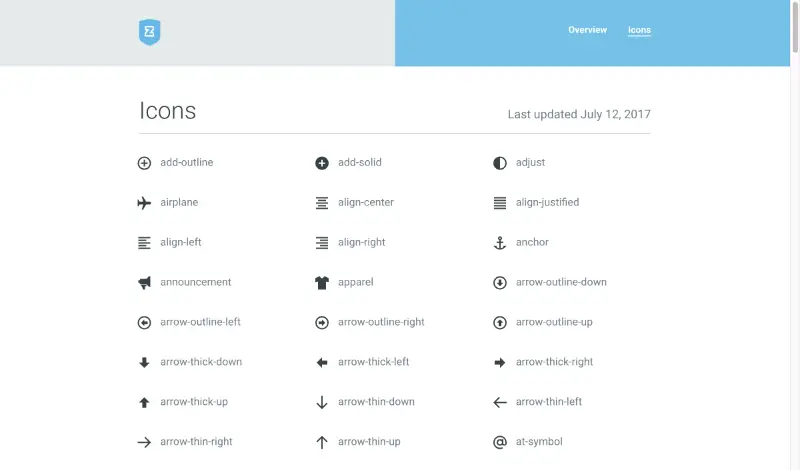 Overview Icons
Icons
Last updated July 12, 2017
add-outline add-solid adjust
airplane align-center align-justified
align-left align-right anchor
announcement apparel arrow-outline-down
arrow-outline-left arrow-outline-right arrow-outline-up
arrow-thick-down arrow-thick-left arrow-thick-right
arrow-thick-up arrow-thin-down arrow-thin-left
arrow-thin-right arrow-thin-up at-symbol